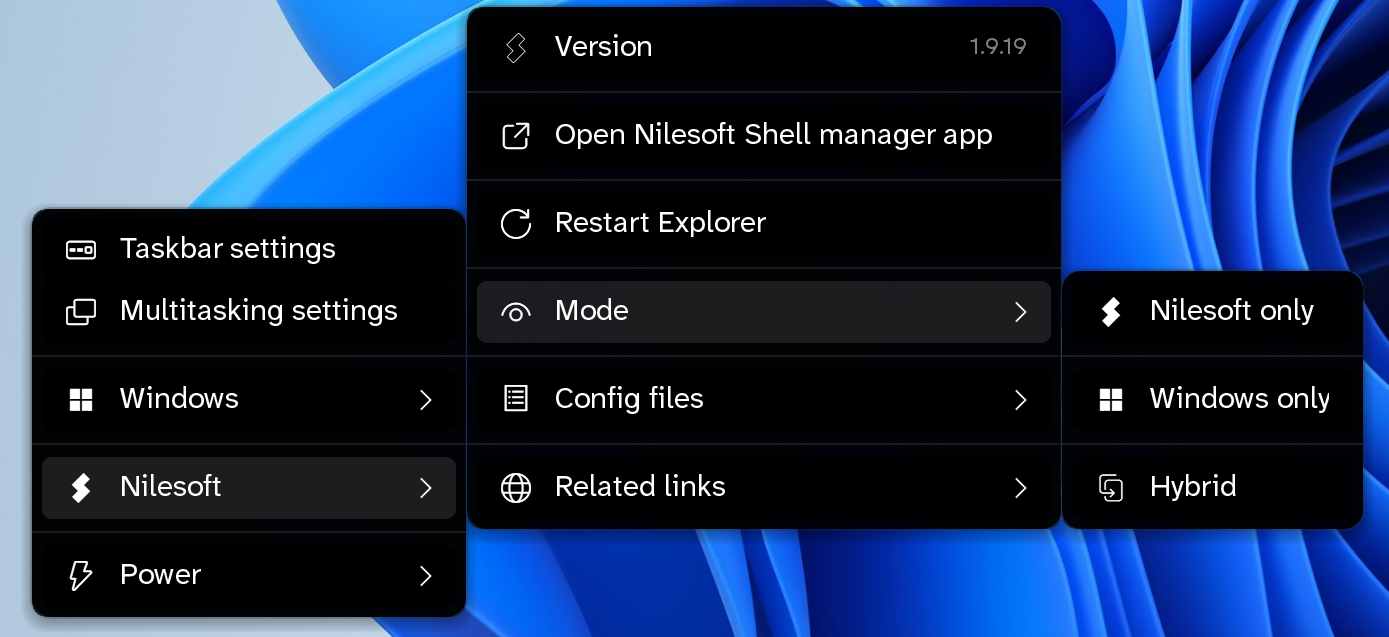 Taskbar settings
Multitasking settings
Windows
Nilesoft
Power
Version 1.9.19
Open Nilesoft Shell manager app
Restart Explorer
Mode
Config files
Related links
Nilesoft only
Windows only
Hybrid